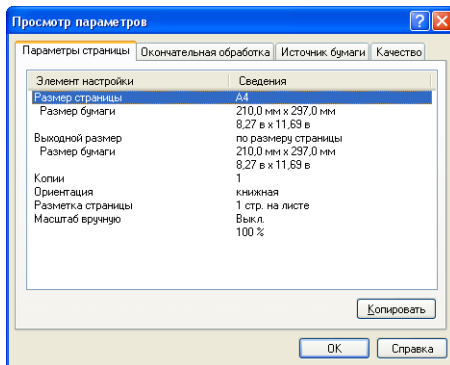 Просмотр параметров
Параметры страницы Окончательная обработка Источник бумаги Качество
Элемент настройки Сведения
Размер страницы A4
Размер бумаги 210,0 мм x 297,0 мм
8,27 в x 11,69 в
Выходной размер по размеру страницы
Размер бумаги 210,0 мм x 297,0 мм
8,27 в x 11,69 в
Копии 1
Ориентация книжная
Разметка страницы 1 стр. на листе
Масштаб вручную Выкл.
100 %
Копировать
OK Справка